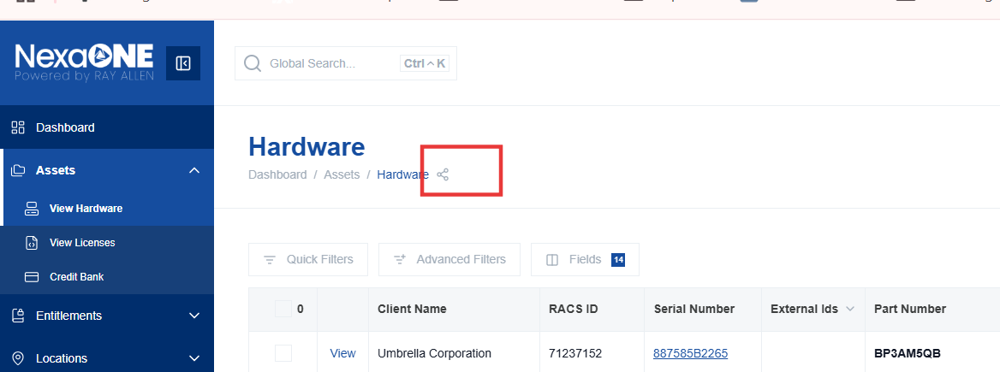 NexaONE
Powered by RAY ALLEN
Global Search...
Ctrl ^ K
Dashboard
Assets
View Hardware
View Licenses
Credit Bank
Entitlements
Locations
Hardware
Dashboard / Assets / Hardware
Quick Filters
Advanced Filters
Fields 14
0 Client Name RACS ID Serial Number External Ids Part Number
View Umbrella Corporation 71237152 887585B2265 BP3AM5QB